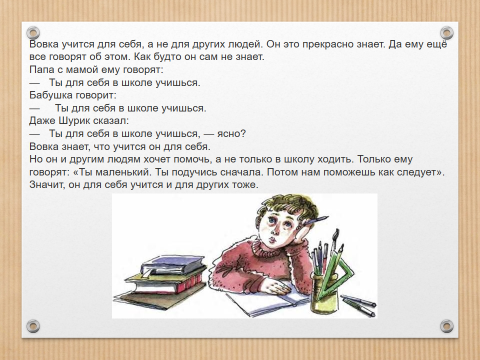 Вовка учится для себя, а не для других людей. Он это прекрасно знает. Да ему ещё
все говорят об этом. Как будто он сам не знает.
Папа с мамой ему говорят:
— Ты для себя в школе учишься.
Бабушка говорит:
— Ты для себя в школе учишься.
Даже Шурик сказал:
— Ты для себя в школе учишься, — ясно?
Вовка знает, что учится он для себя.
Но он и другим людям хочет помочь, а не только в школу ходить. Только ему
говорят: «Ты маленький. Ты подучись сначала. Потом нам поможешь как следует».
Значит, он для себя учится и для других тоже.